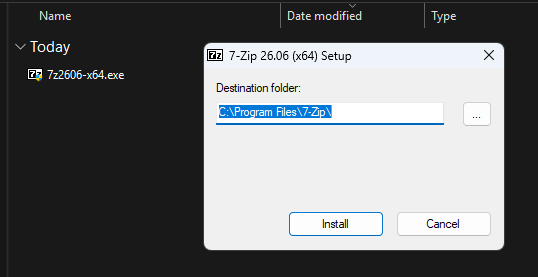 Name
Date modified
Type
Today
7z2606-x64.exe
7-Zip 26.06 (x64) Setup
Destination folder:
C:\Program Files\7-Zip\
...
Install
Cancel